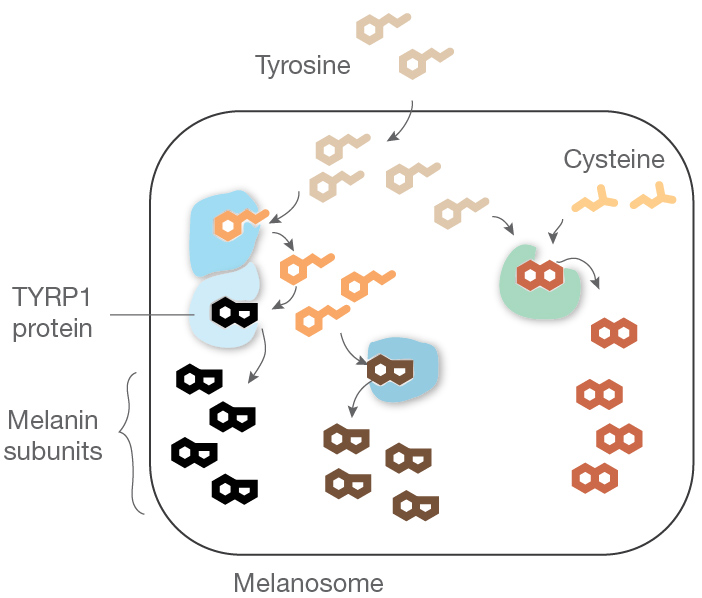 Tyrosine
Cysteine
TYRP1
protein
Melanin
subunits
Melanosome